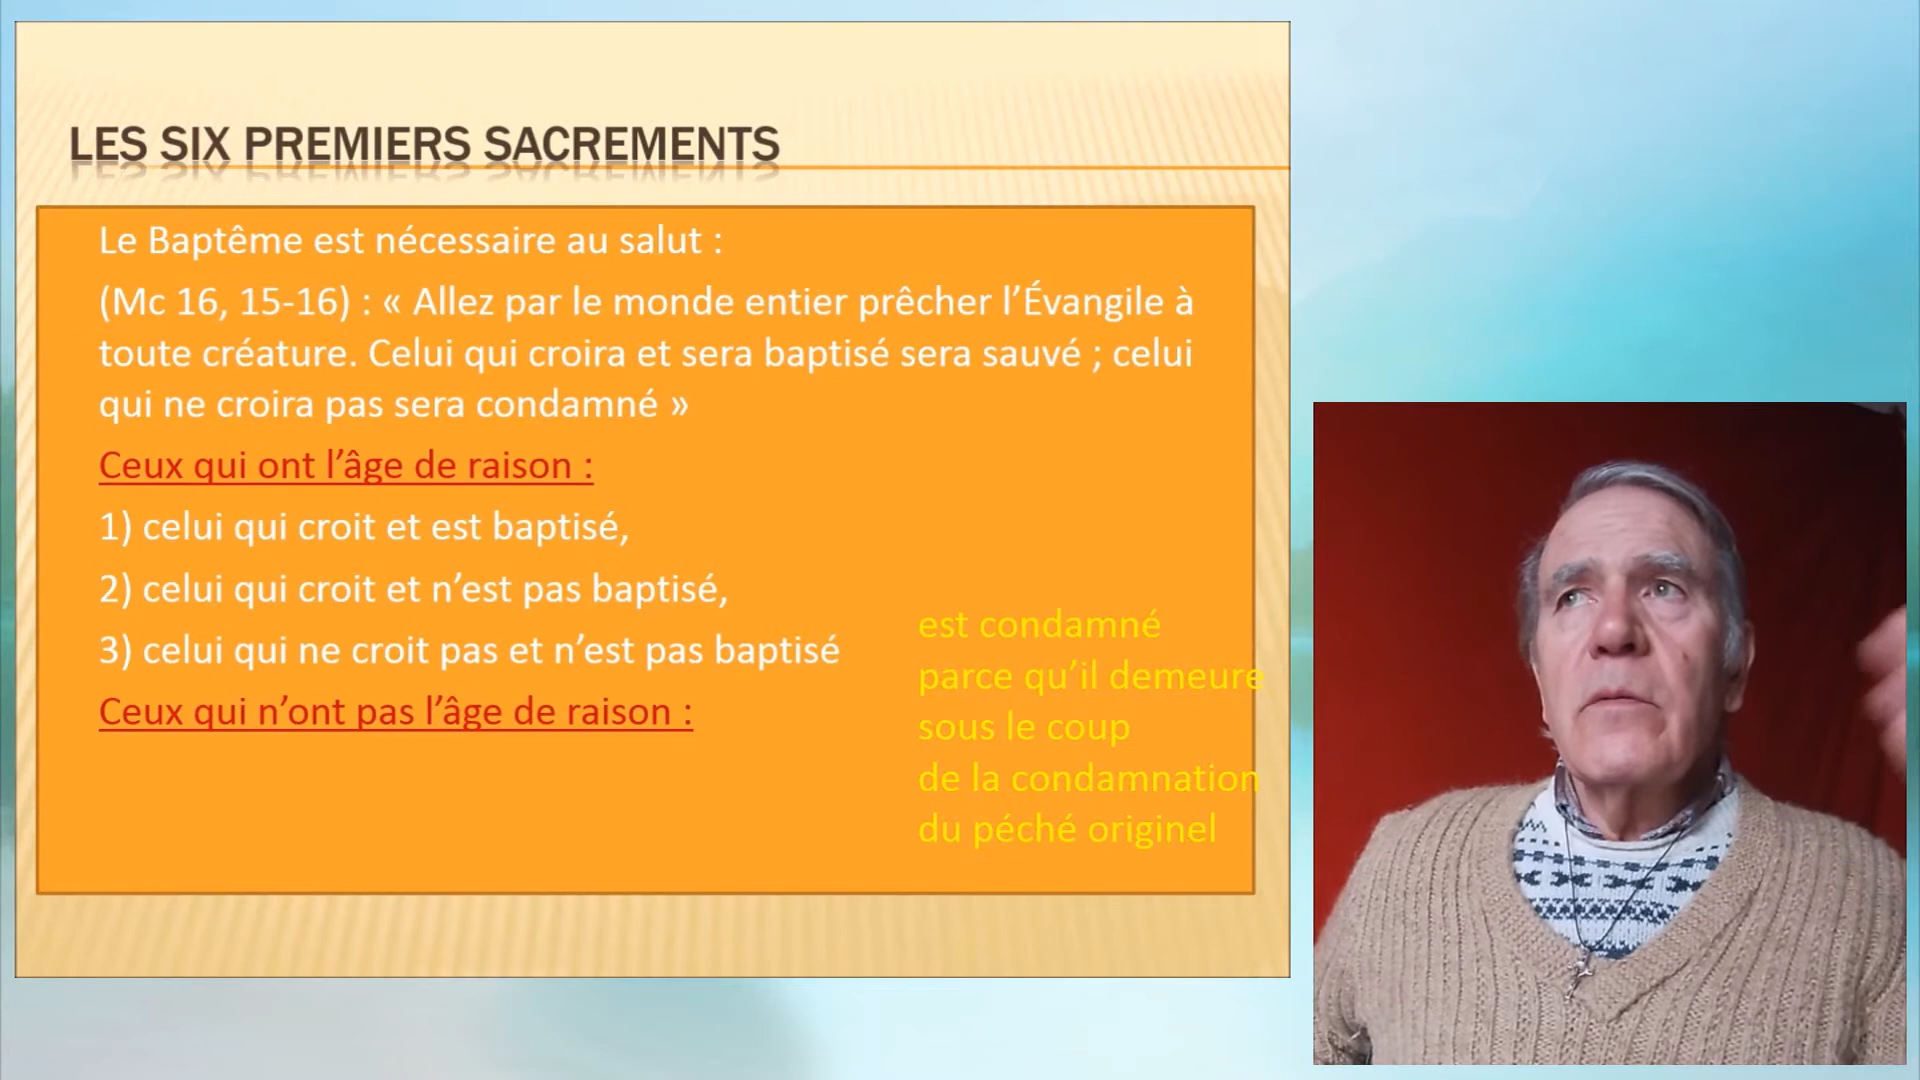 LES SIX PREMIERS SACREMENTS
Le Baptême est nécessaire au salut :
(Mc 16, 15-16) : « Allez par le monde entier prêcher l’Évangile à
toute créature. Celui qui croira et sera baptisé sera sauvé ; celui
qui ne croira pas sera condamné »
Ceux qui ont l’âge de raison :
1) celui qui croit et est baptisé,
2) celui qui croit et n’est pas baptisé,
3) celui qui ne croit pas et n’est pas baptisé
Ceux qui n’ont pas l’âge de raison :
est condamné
parce qu’il demeure
sous le coup
de la condamnation
du péché originel